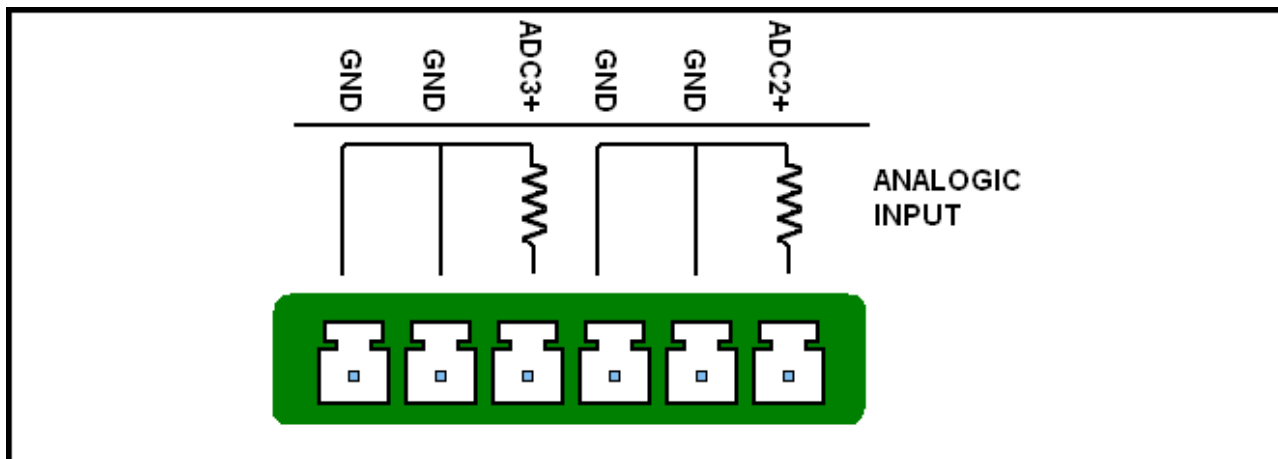 GND
GND
ADC3+
GND
GND
ADC2+
ANALOGIC
INPUT